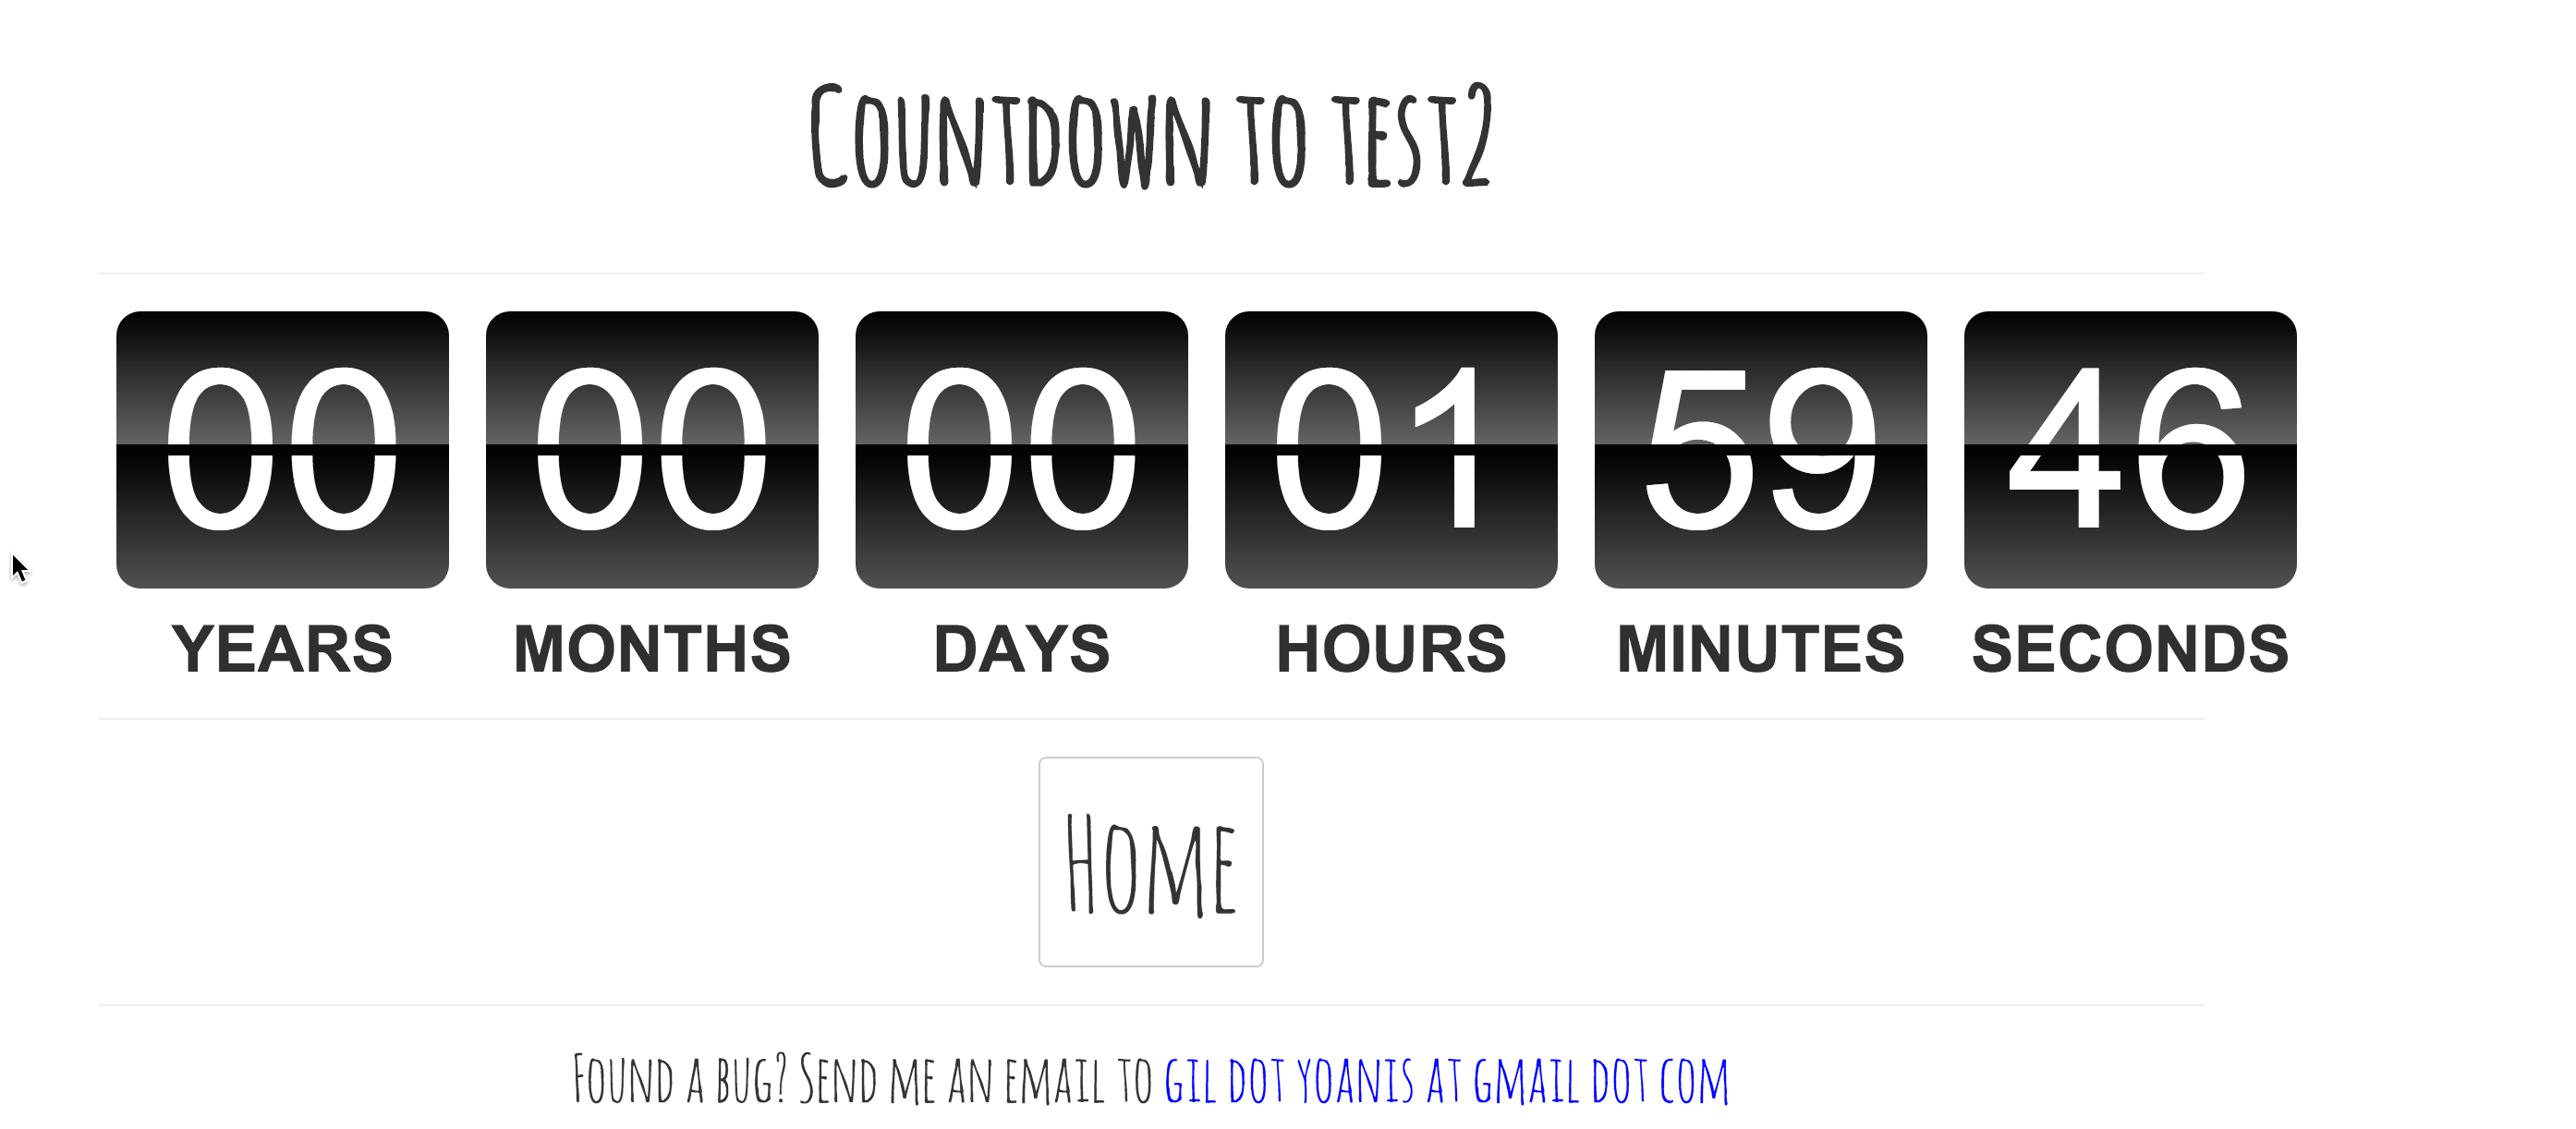 Countdown to test2
00 00 00 01 59 46
YEARS MONTHS DAYS HOURS MINUTES SECONDS
Home
Found a bug? Send me an email to gil dot yoanis at gmail dot com